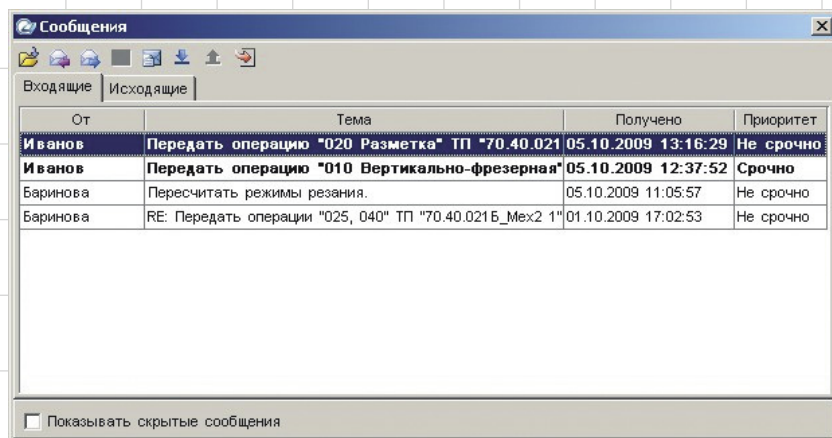 Сообщения
Входящие Исходящие
От Тема Получено Приоритет
Иванов Передать операцию "020 Разметка" ТП "70.40.021 05.10.2009 13:16:29 Не срочно
Иванов Передать операцию "010 Вертикально-фрезерная" 05.10.2009 12:37:52 Срочно
Баринова Пересчитать режимы резания. 05.10.2009 11:05:57 Не срочно
Баринова RE: Передать операции "025, 040" ТП "70.40.021Б_Мех2 1" 01.10.2009 17:02:53 Не срочно
Показывать скрытые сообщения